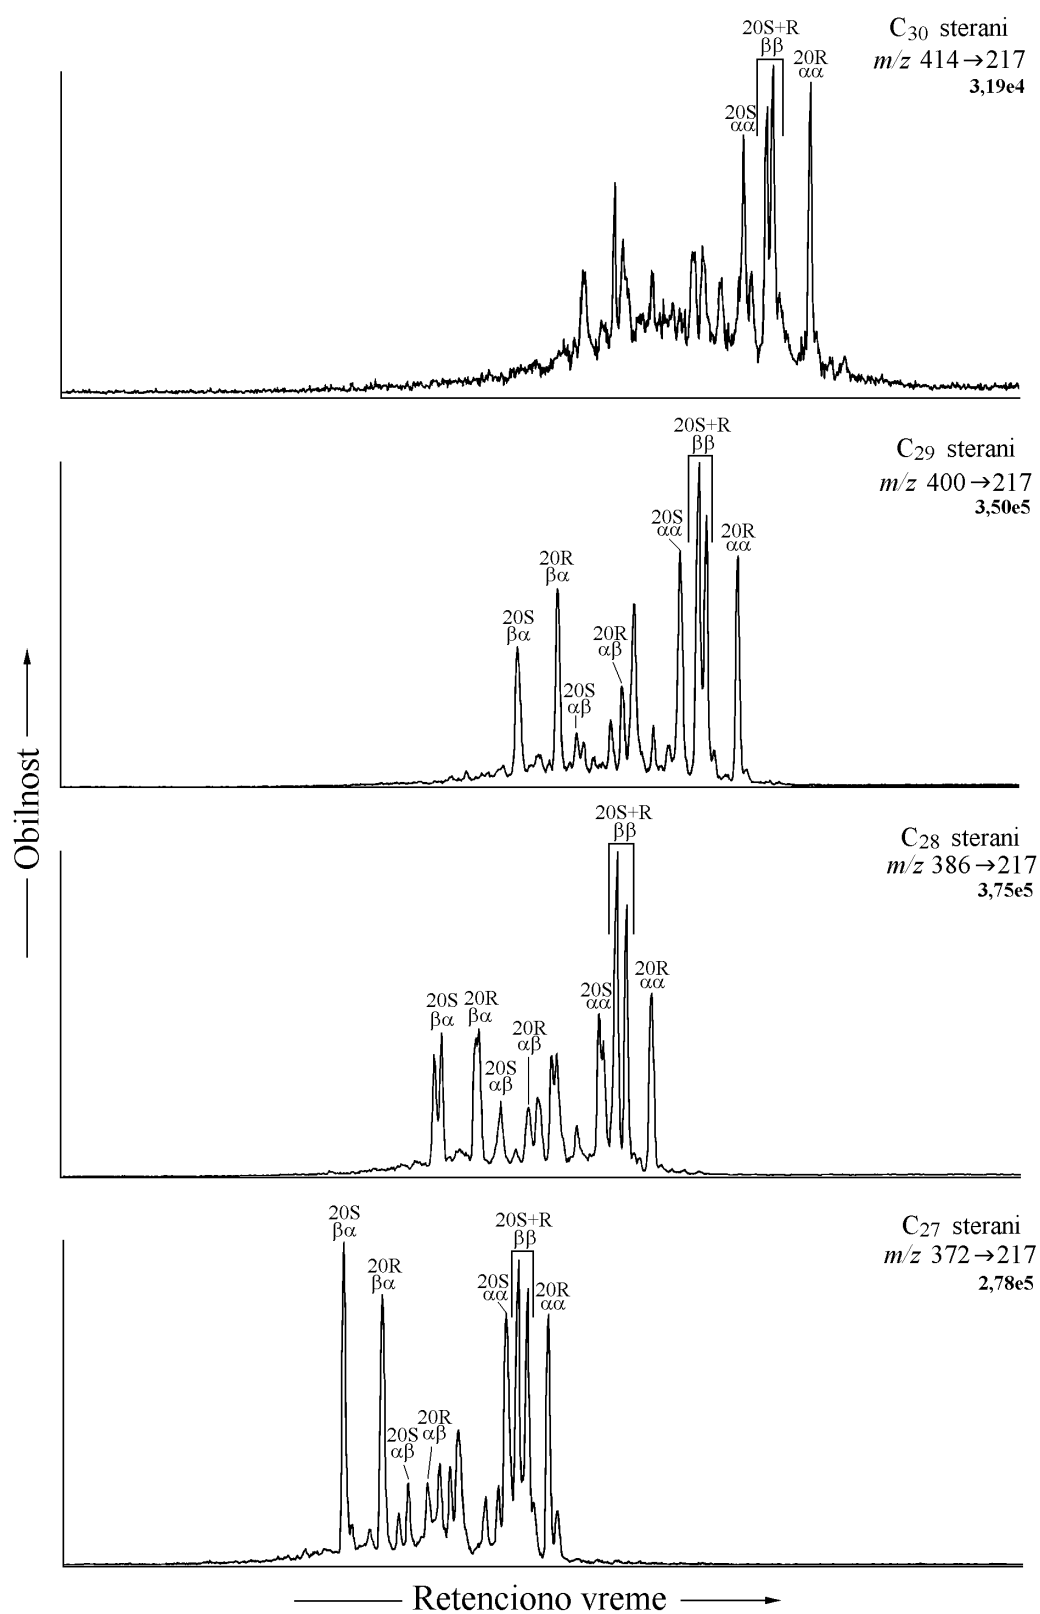 C30 sterani
m/z 414→217
3,19e4
20S+R
ββ
20R
αα
20S
αα
C29 sterani
m/z 400→217
3,50e5
20S+R
ββ
20S
αα
20R
αα
20R
βα
20S
βα
20R
αβ
20S
αβ
Obilnost
C28 sterani
m/z 386→217
3,75e5
20S+R
ββ
20R
αα
20S
αα
20S
βα
20R
βα
20R
αβ
20S
αβ
C27 sterani
m/z 372→217
2,78e5
20S
βα
20S+R
ββ
20R
βα
20S
αα
20R
αα
20R
αβ
20S
αβ
Retenciono vreme